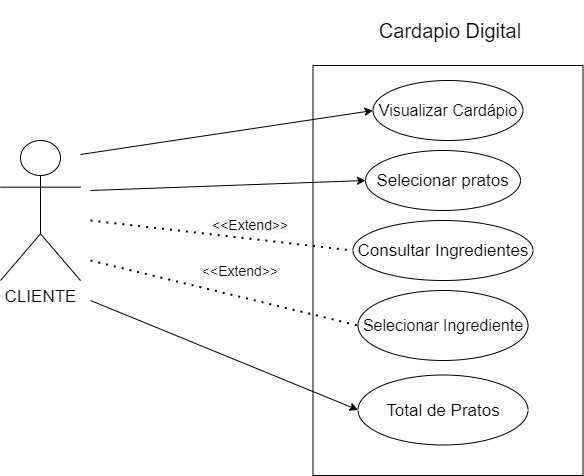 Cardapio Digital
Visualizar Cardápio
Selecionar pratos
<<Extend>>
Consultar Ingredientes
<<Extend>>
CLIENTE
Selecionar Ingrediente
Total de Pratos